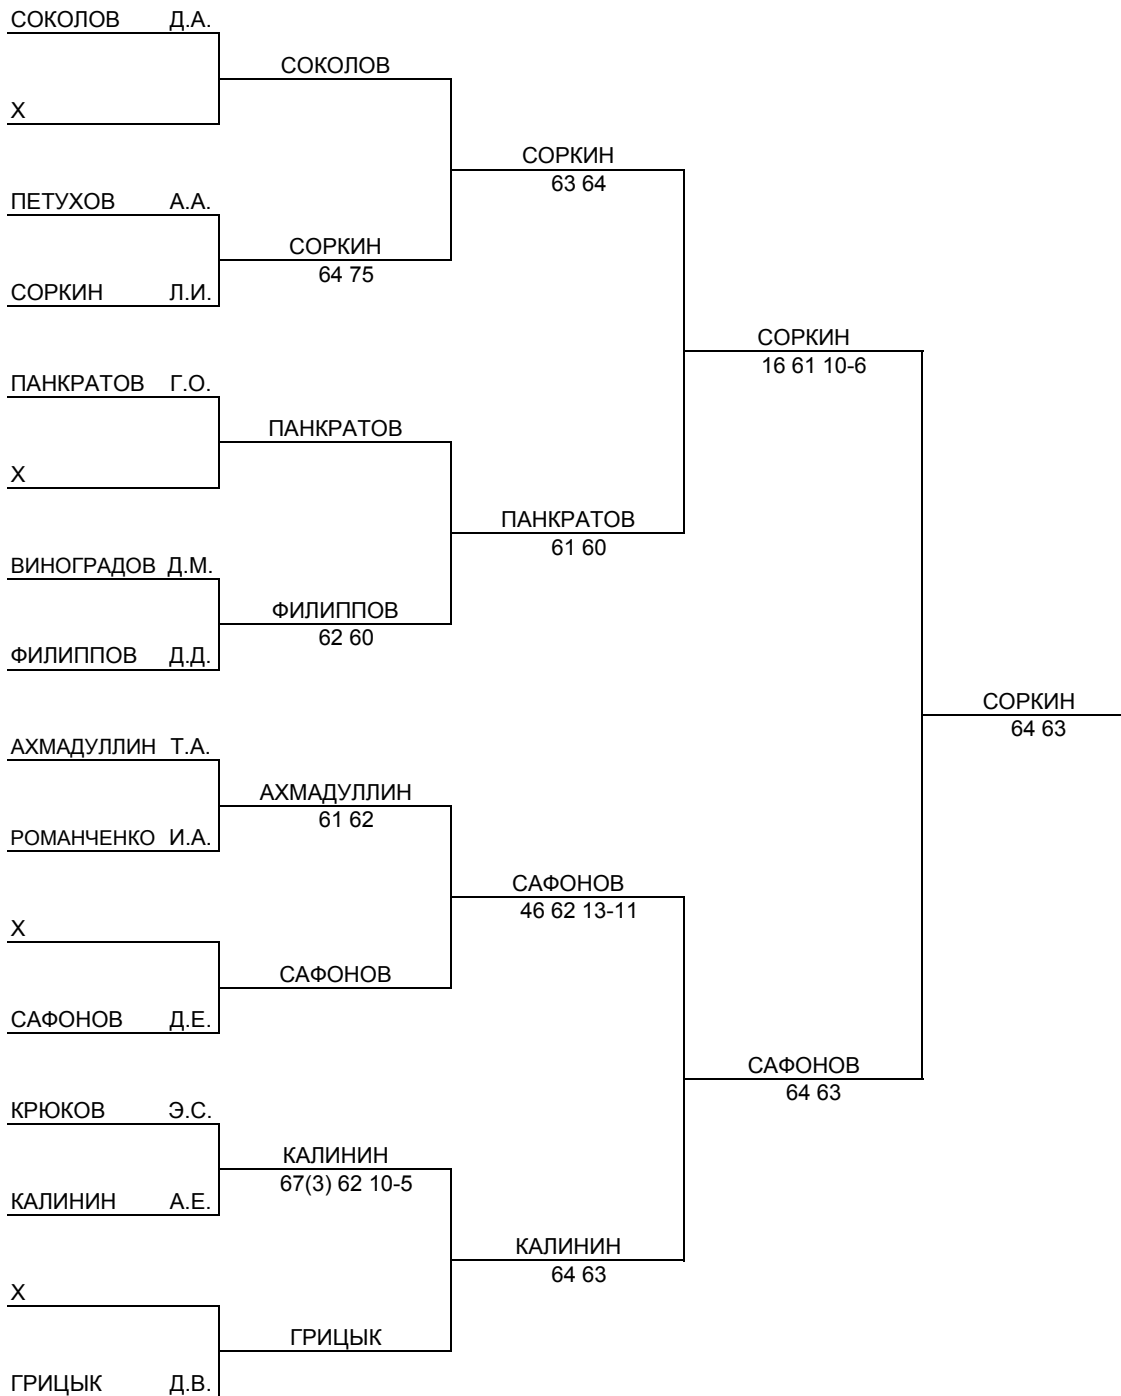 СОКОЛОВ Д.А.
СОКОЛОВ
Х
СОРКИН
63 64
ПЕТУХОВ А.А.
СОРКИН
64 75
СОРКИН Л.И.
СОРКИН
16 61 10-6
ПАНКРАТОВ Г.О.
ПАНКРАТОВ
Х
ПАНКРАТОВ
61 60
ВИНОГРАДОВ Д.М.
ФИЛИППОВ
62 60
ФИЛИППОВ Д.Д.
СОРКИН
64 63
АХМАДУЛЛИН Т.А.
АХМАДУЛЛИН
61 62
РОМАНЧЕНКО И.А.
САФОНОВ
46 62 13-11
Х
САФОНОВ
САФОНОВ Д.Е.
САФОНОВ
64 63
КРЮКОВ Э.С.
КАЛИНИН
67(3) 62 10-5
КАЛИНИН А.Е.
КАЛИНИН
64 63
Х
ГРИЦЫК
ГРИЦЫК Д.В.